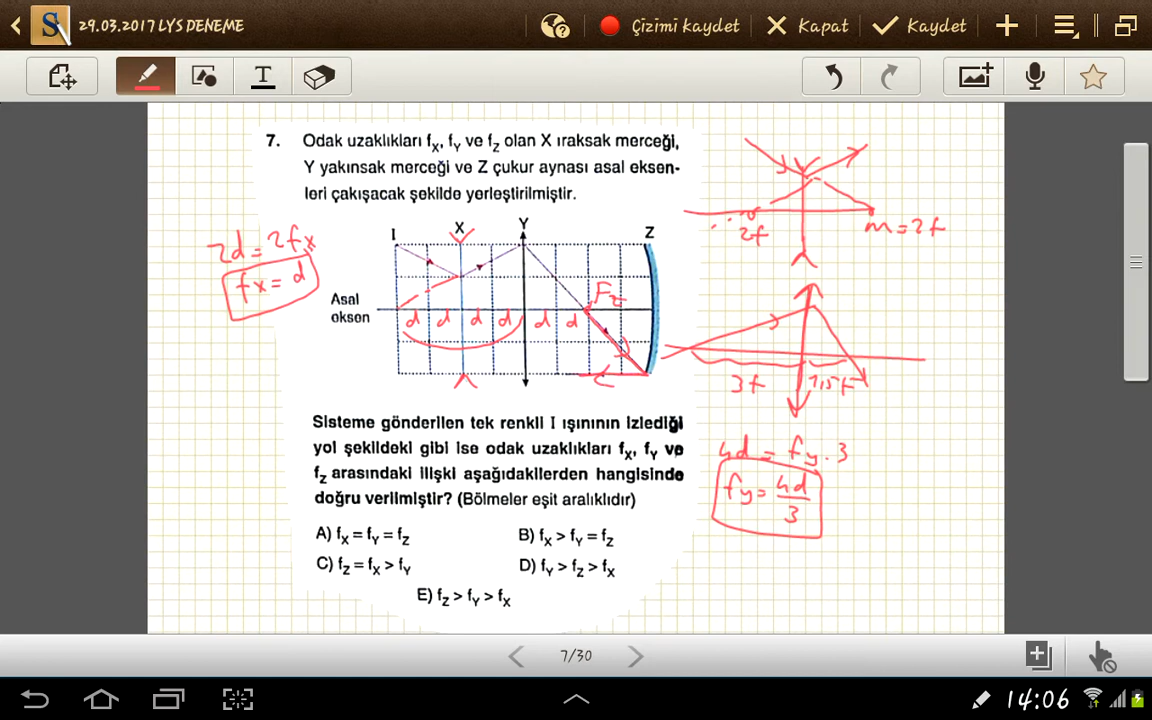 S 29.03.2017 LYS DENEME Çizimi kaydet Kapat Kaydet
T
7. Odak uzaklıkları fX, fY ve fZ olan X ıraksak merceği,
Y yakınsak merceği ve Z çukur aynası asal eksen-
leri çakışacak şekilde yerleştirilmiştir.
2d = 2fx
fx = d
I X Y Z
Asal
eksen
d d d d d d
Fz
2f m=2f
3f 1,5f
4d = fy.3
fy = 4d/3
Sisteme gönderilen tek renkli I ışınının izlediği
yol şekildeki gibi ise odak uzaklıkları fX, fY ve
fZ arasındaki ilişki aşağıdakilerden hangisinde
doğru verilmiştir? (Bölmeler eşit aralıklıdır)
A) fX = fY = fZ B) fX > fY = fZ
C) fZ = fX > fY D) fY > fZ > fX
E) fZ > fY > fX
7/30
14:06